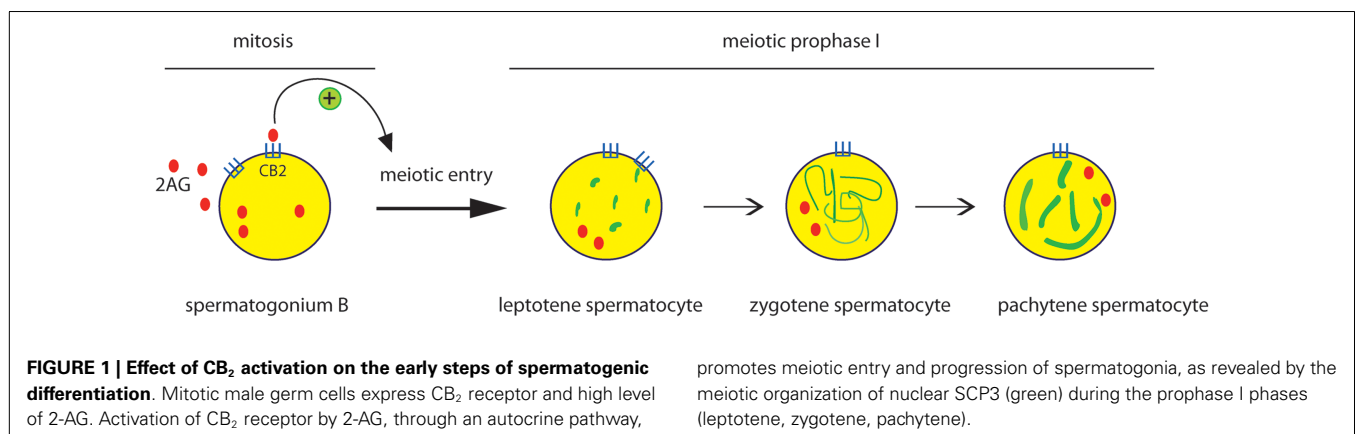 mitosis
meiotic prophase I
+
2AG
CB2
meiotic entry
spermatogonium B
leptotene spermatocyte
zygotene spermatocyte
pachytene spermatocyte
FIGURE 1 | Effect of CB₂ activation on the early steps of spermatogenic
differentiation. Mitotic male germ cells express CB₂ receptor and high level
of 2-AG. Activation of CB₂ receptor by 2-AG, through an autocrine pathway,
promotes meiotic entry and progression of spermatogonia, as revealed by the
meiotic organization of nuclear SCP3 (green) during the prophase I phases
(leptotene, zygotene, pachytene).